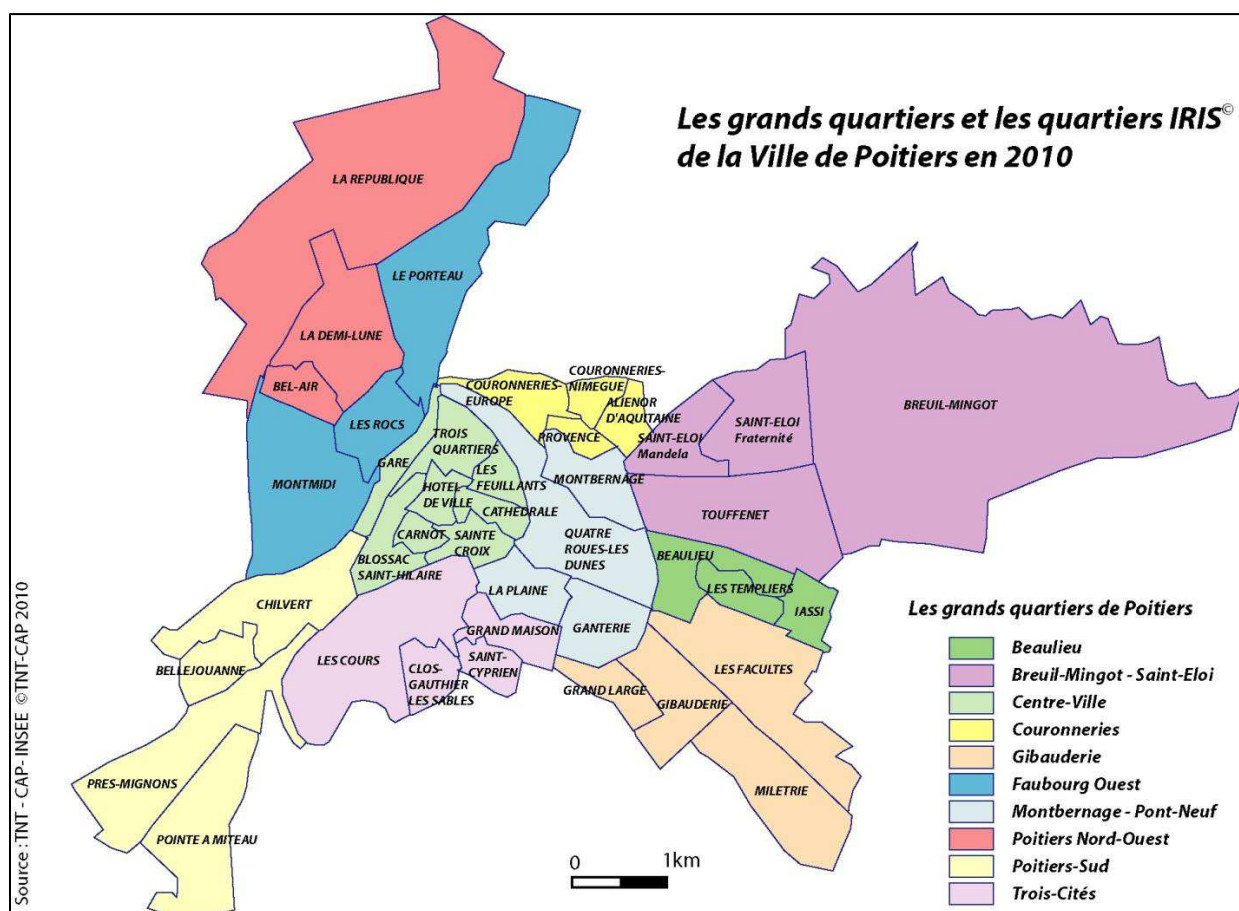 Les grands quartiers et les quartiers IRIS©
de la Ville de Poitiers en 2010
LA REPUBLIQUE
LE PORTEAU
LA DEMI-LUNE
BEL-AIR
LES ROCS
MONTMIDI
COURONNERIES-
EUROPE
COURONNERIES-
NIMEGUE
ALIENOR
D'AQUITAINE
PROVENCE
SAINT-ELOI
Mandela
SAINT-ELOI
Fraternité
BREUIL-MINGOT
TROIS
QUARTIERS
GARE
LES
FEUILLANTS
HOTEL
DE VILLE
CATHEDRALE
CARNOT
SAINTE
CROIX
BLOSSAC
SAINT-HILAIRE
MONTBERNAGE
TOUFFENET
QUATRE
ROUES-LES
DUNES
BEAULIEU
LES TEMPLIERS
IASSI
LA PLAINE
GANTERIE
CHILVERT
BELLEJOUANNE
LES COURS
GRAND MAISON
SAINT-
CYPRIEN
CLOS-
GAUTHIER
LES SABLES
GRAND LARGE
GIBAUDERIE
LES FACULTES
MILETRIE
PRES-MIGNONS
POINTE A MITEAU
Les grands quartiers de Poitiers
Beaulieu
Breuil-Mingot - Saint-Eloi
Centre-Ville
Couronneries
Gibauderie
Faubourg Ouest
Montbernage - Pont-Neuf
Poitiers Nord-Ouest
Poitiers-Sud
Trois-Cités
0 1km
Source : TNT - CAP- INSEE ©TNT-CAP 2010